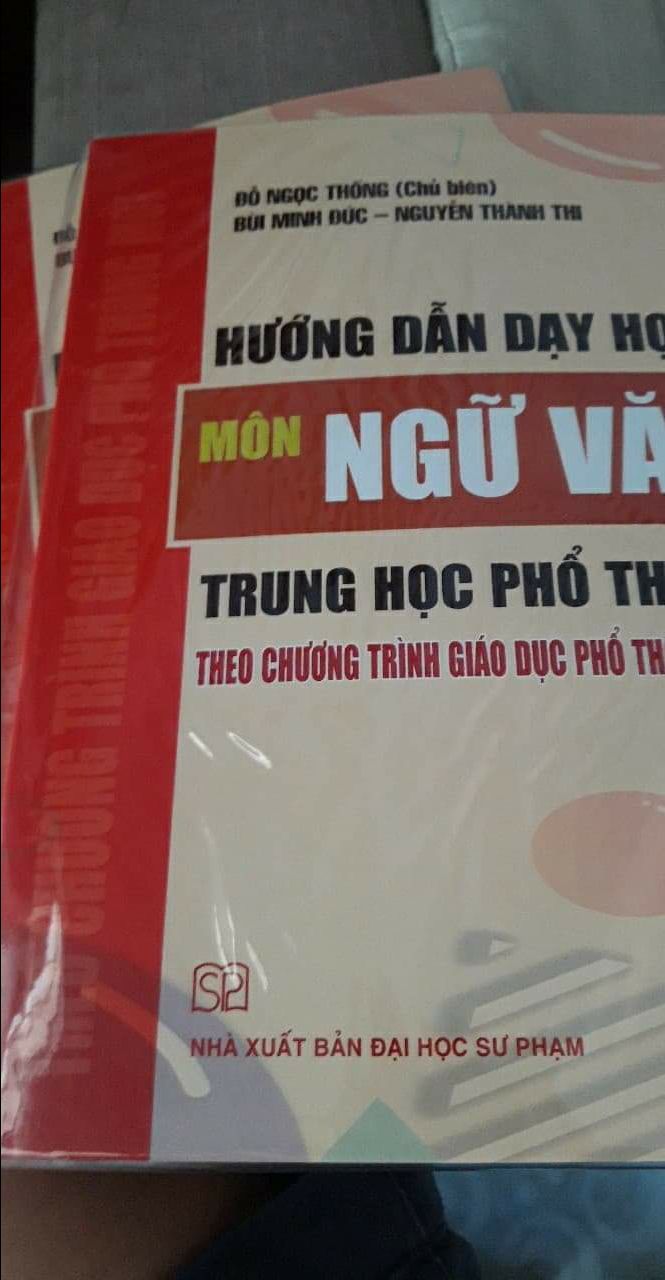 ĐỖ NGỌC THỐNG (Chủ biên)
BÙI MINH ĐỨC – NGUYỄN THÀNH THI
HƯỚNG DẪN DẠY HỌ
MÔN NGỮ VĂ
TRUNG HỌC PHỔ TH
THEO CHƯƠNG TRÌNH GIÁO DỤC PHỔ TH
THEO CHƯƠNG TRÌNH GIÁO DỤC PHỔ THÔNG
SP
NHÀ XUẤT BẢN ĐẠI HỌC SƯ PHẠM